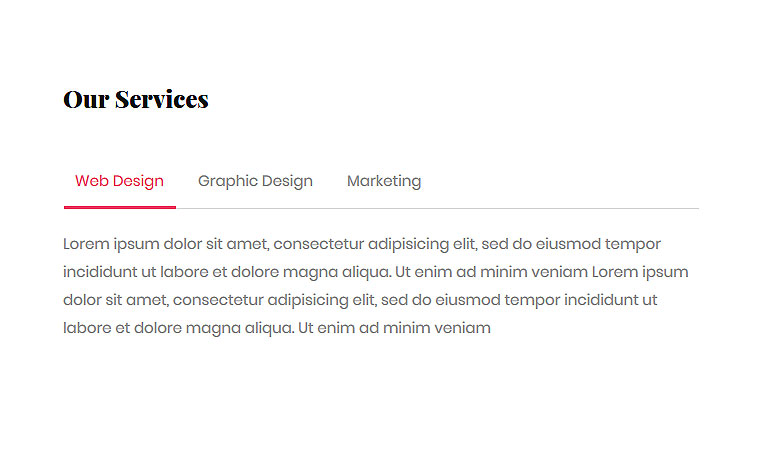 Our Services
Web Design Graphic Design Marketing
Lorem ipsum dolor sit amet, consectetur adipisicing elit, sed do eiusmod tempor
incididunt ut labore et dolore magna aliqua. Ut enim ad minim veniam Lorem ipsum
dolor sit amet, consectetur adipisicing elit, sed do eiusmod tempor incididunt ut
labore et dolore magna aliqua. Ut enim ad minim veniam